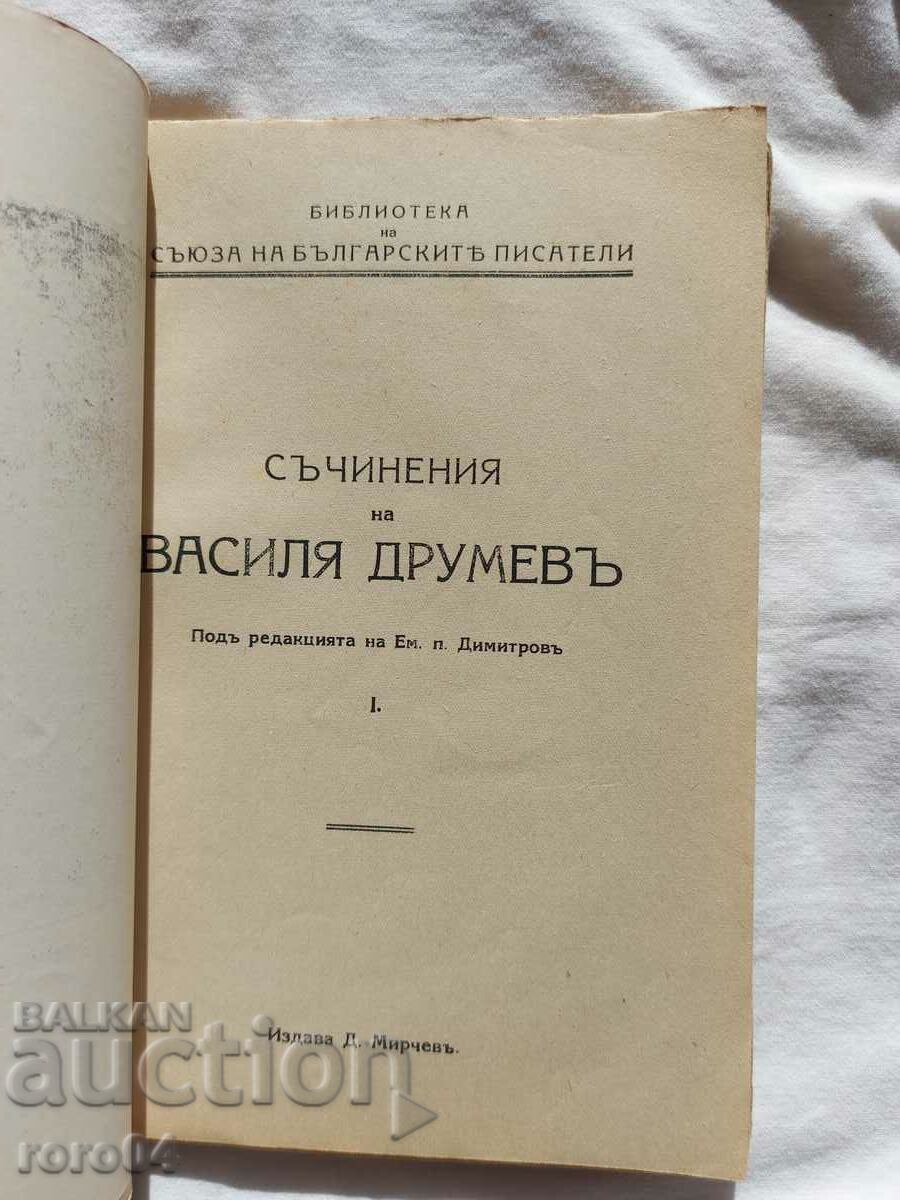 БИБЛИОТЕКА
на
СЪЮЗА НА БЪЛГАРСКИТѢ ПИСАТЕЛИ
СЪЧИНЕНИЯ
на
ВАСИЛЯ ДРУМЕВЪ
Подъ редакцията на Ем. п. Димитровъ
I.
Издава Д. Мирчевъ.
BALKAN
auction
roro04